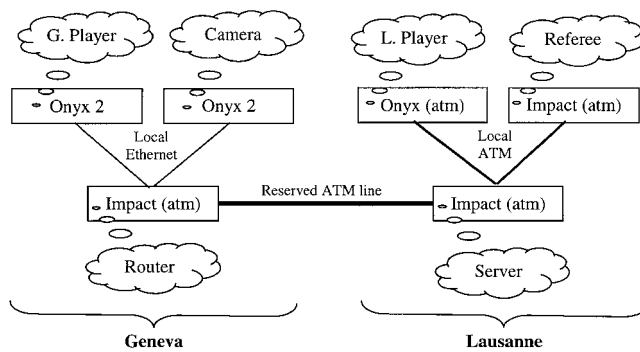 G. Player
Camera
L. Player
Referee
Onyx 2
Onyx 2
Onyx (atm)
Impact (atm)
Local
Ethernet
Local
ATM
Impact (atm)
Reserved ATM line
Impact (atm)
Router
Server
Geneva
Lausanne